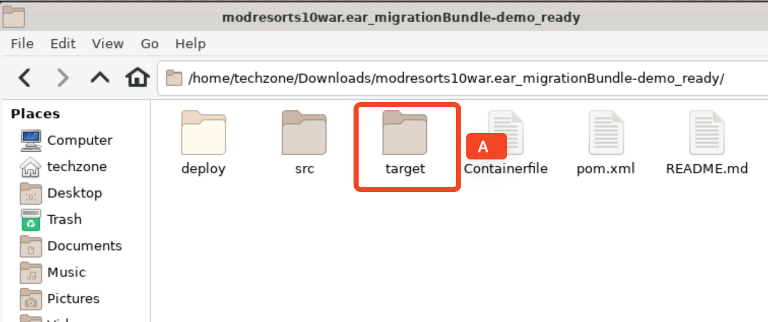 modresorts10war.ear_migrationBundle-demo_ready
File Edit View Go Help
/home/techzone/Downloads/modresorts10war.ear_migrationBundle-demo_ready/
Places
Computer
techzone
Desktop
Trash
Documents
Music
Pictures
A
deploy src target Containerfile pom.xml README.md